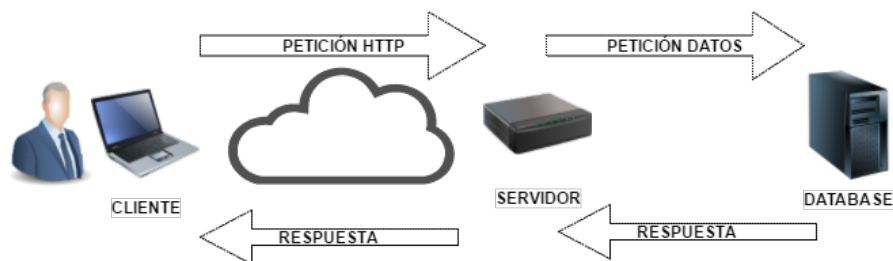 PETICIÓN HTTP
PETICIÓN DATOS
CLIENTE
SERVIDOR
DATABASE
RESPUESTA
RESPUESTA